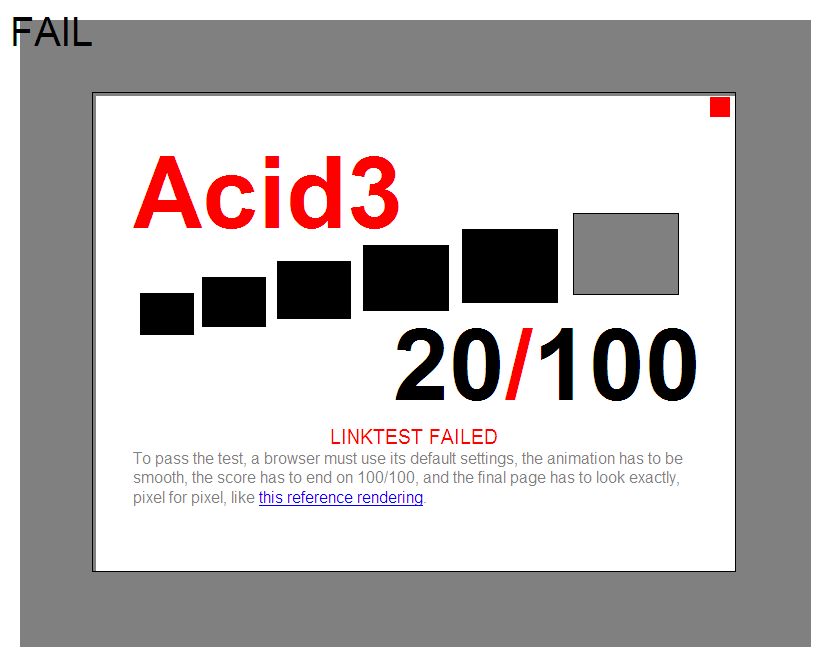 FAIL
Acid3
20/100
LINKTEST FAILED
To pass the test, a browser must use its default settings, the animation has to be
smooth, the score has to end on 100/100, and the final page has to look exactly,
pixel for pixel, like this reference rendering.